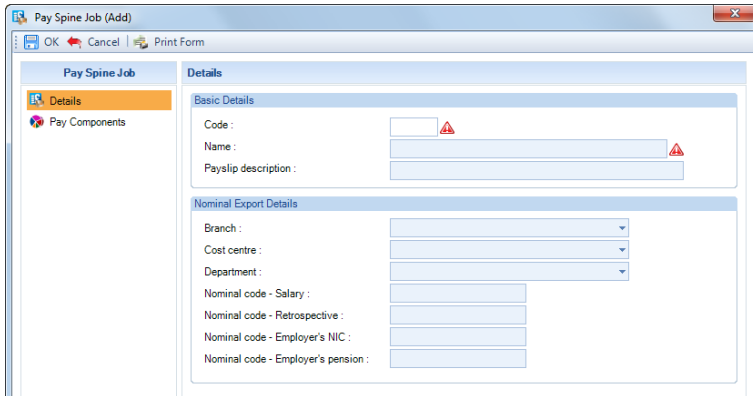 Pay Spine Job (Add)
OK Cancel Print Form
Pay Spine Job
Details
Pay Components
Details
Basic Details
Code :
Name :
Payslip description :
Nominal Export Details
Branch :
Cost centre :
Department :
Nominal code - Salary :
Nominal code - Retrospective :
Nominal code - Employer's NIC :
Nominal code - Employer's pension :